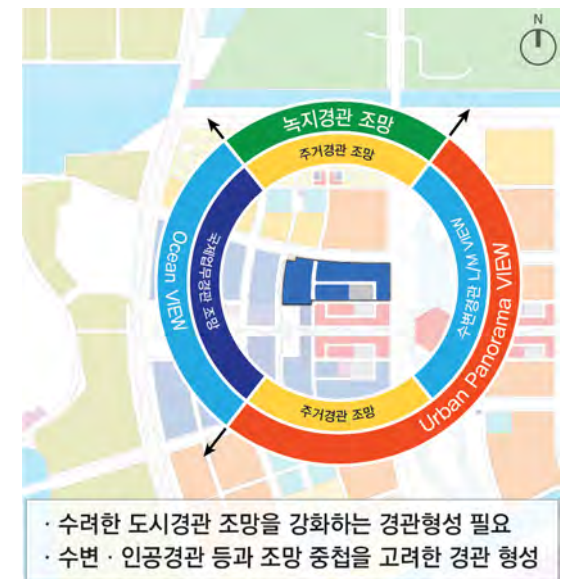 N
녹지경관 조망
주거경관 조망
Ocean VIEW
국제업무경관 조망
수변경관 L/M VIEW
Urban Panorama VIEW
주거경관 조망
· 수려한 도시경관 조망을 강화하는 경관형성 필요
· 수변 · 인공경관 등과 조망 중첩을 고려한 경관 형성